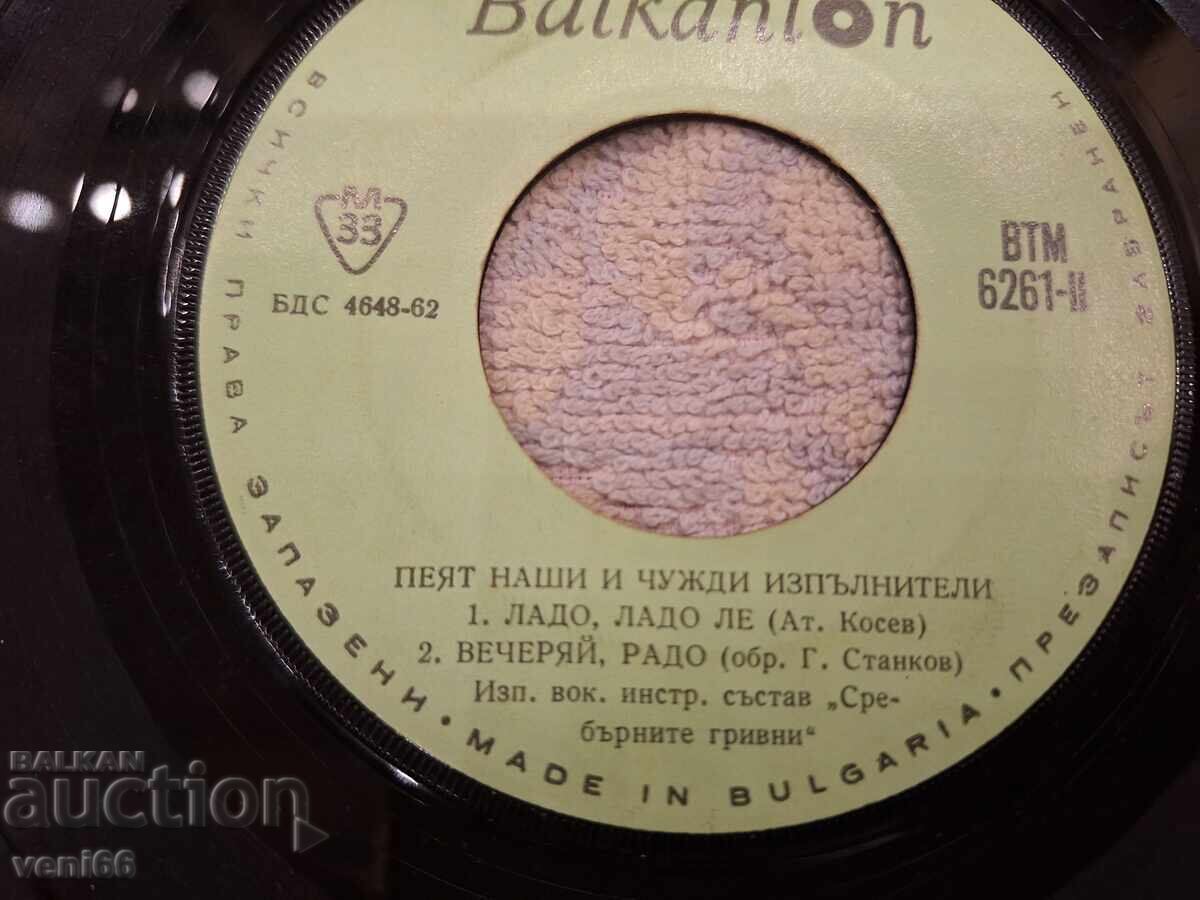 Balkanton
М
33
БДС 4648-62
ВТМ
6261-II
ПЕЯТ НАШИ И ЧУЖДИ ИЗПЪЛНИТЕЛИ
1. ЛАДО, ЛАДО ЛЕ (Ат. Косев)
2. ВЕЧЕРЯЙ, РАДО (обр. Г. Станков)
Изп. вок. инстр. състав „Сре-
бърните гривни“
ВСИЧКИ ПРАВА ЗАПАЗЕНИ • MADE IN BULGARIA • ПРЕЗАПИСЪТ ЗАБРАНЕН
BALKAN
auction
veni66